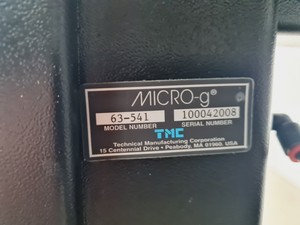 MICRO-g®
63-541 100042008
MODEL NUMBER SERIAL NUMBER
TMC
Technical Manufacturing Corporation
15 Centennial Drive • Peabody, MA 01960, USA